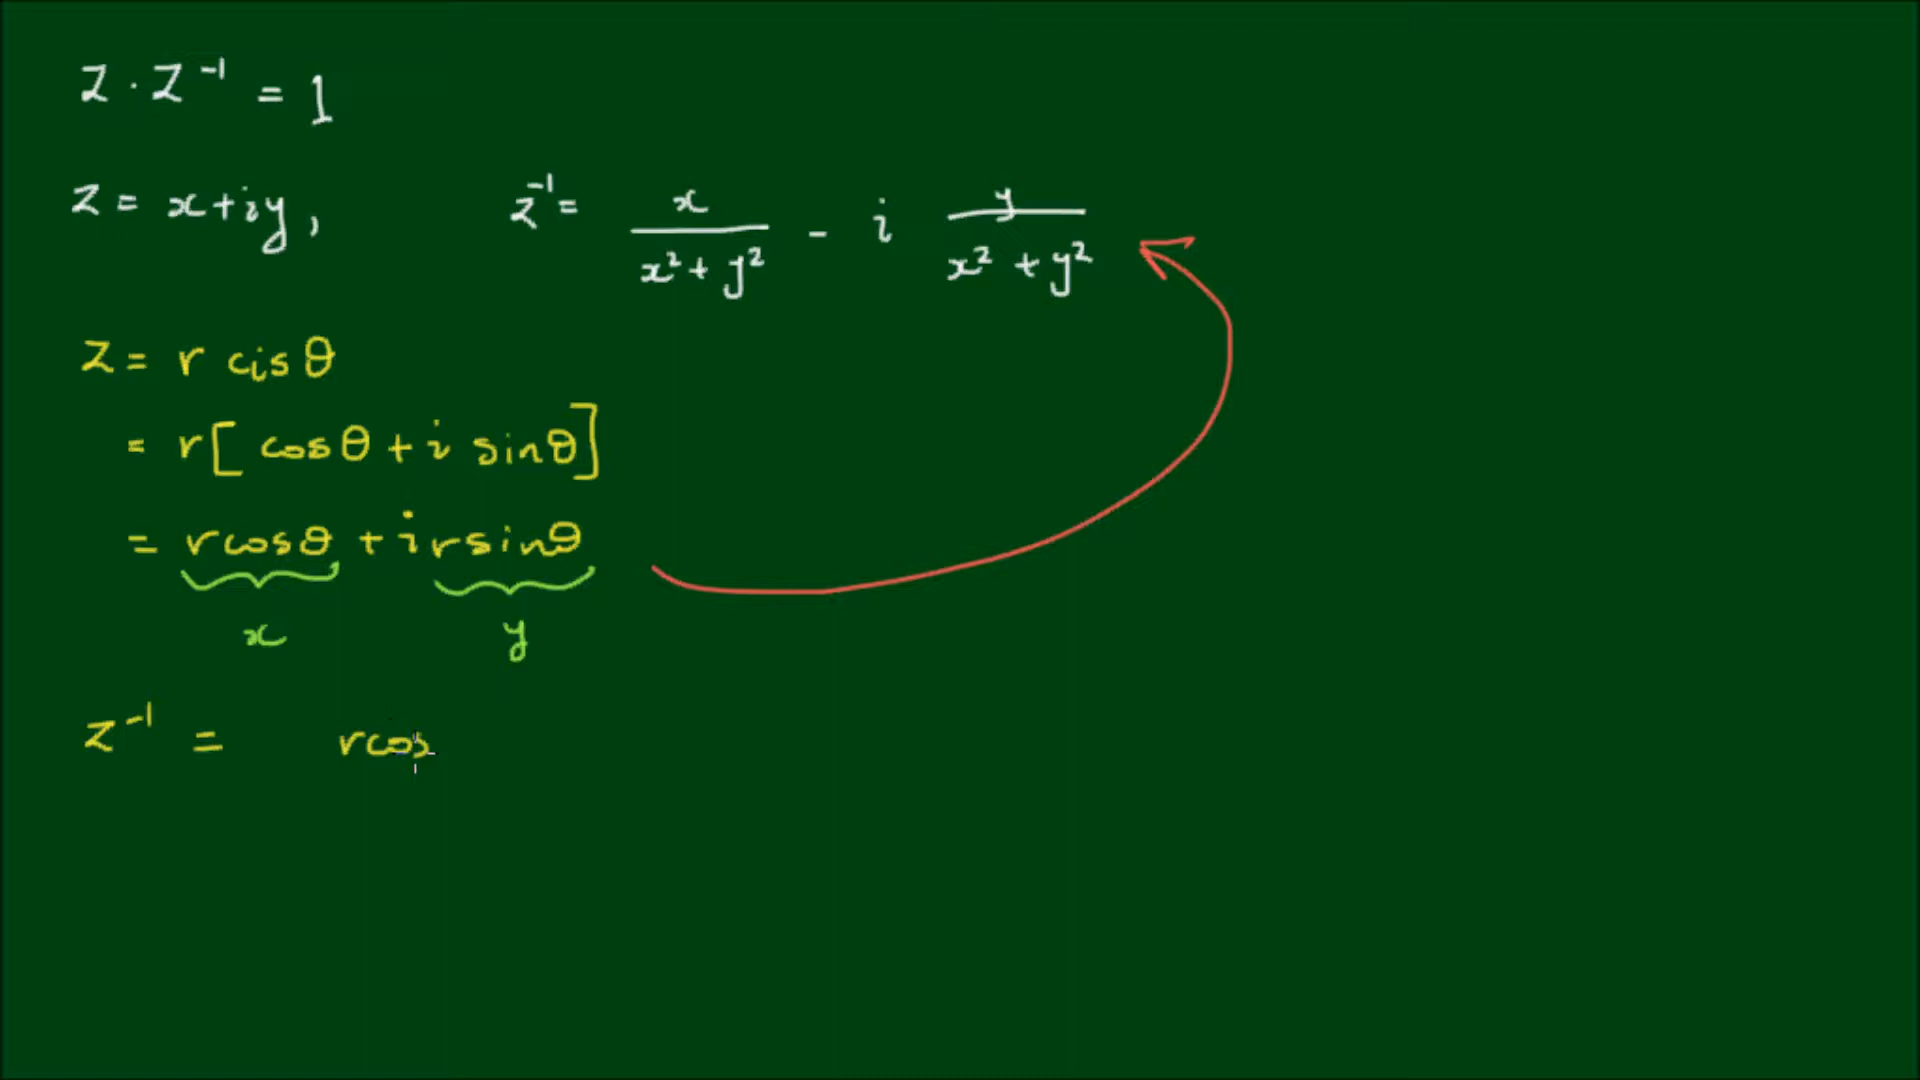 z · z⁻¹ = 1
z = x + iy, z⁻¹ = x / (x² + y²) - i y / (x² + y²)
z = r cis θ
= r [ cos θ + i sin θ ]
= r cos θ + i r sin θ
x y
z⁻¹ = r cos